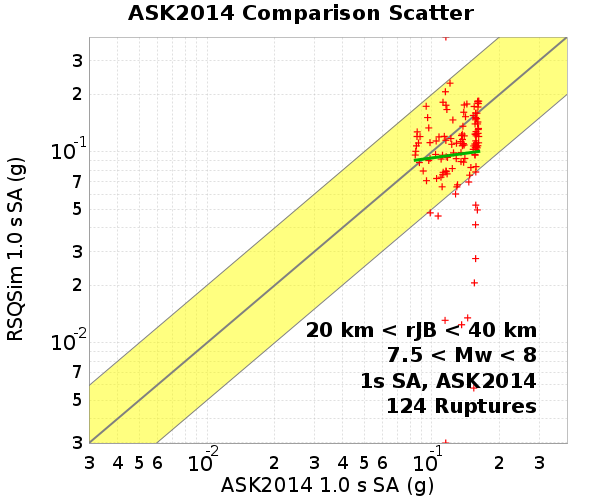 ASK2014 Comparison Scatter
RSQSim 1.0 s SA (g)
3
2
10⁻¹
7
5
3
2
10⁻²
7
5
3
20 km < rJB < 40 km
7.5 < Mw < 8
1s SA, ASK2014
124 Ruptures
3 4 5 6 10⁻² 2 3 4 5 6 10⁻¹ 2 3
ASK2014 1.0 s SA (g)